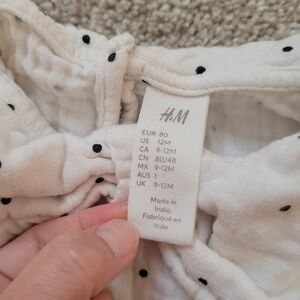 H&M
EUR 80
US 12M
CA 9-12M
CN 80/48
MX 9-12M
AUS 1
UK 9-12M
Made in
India
Fabriqué en
Inde